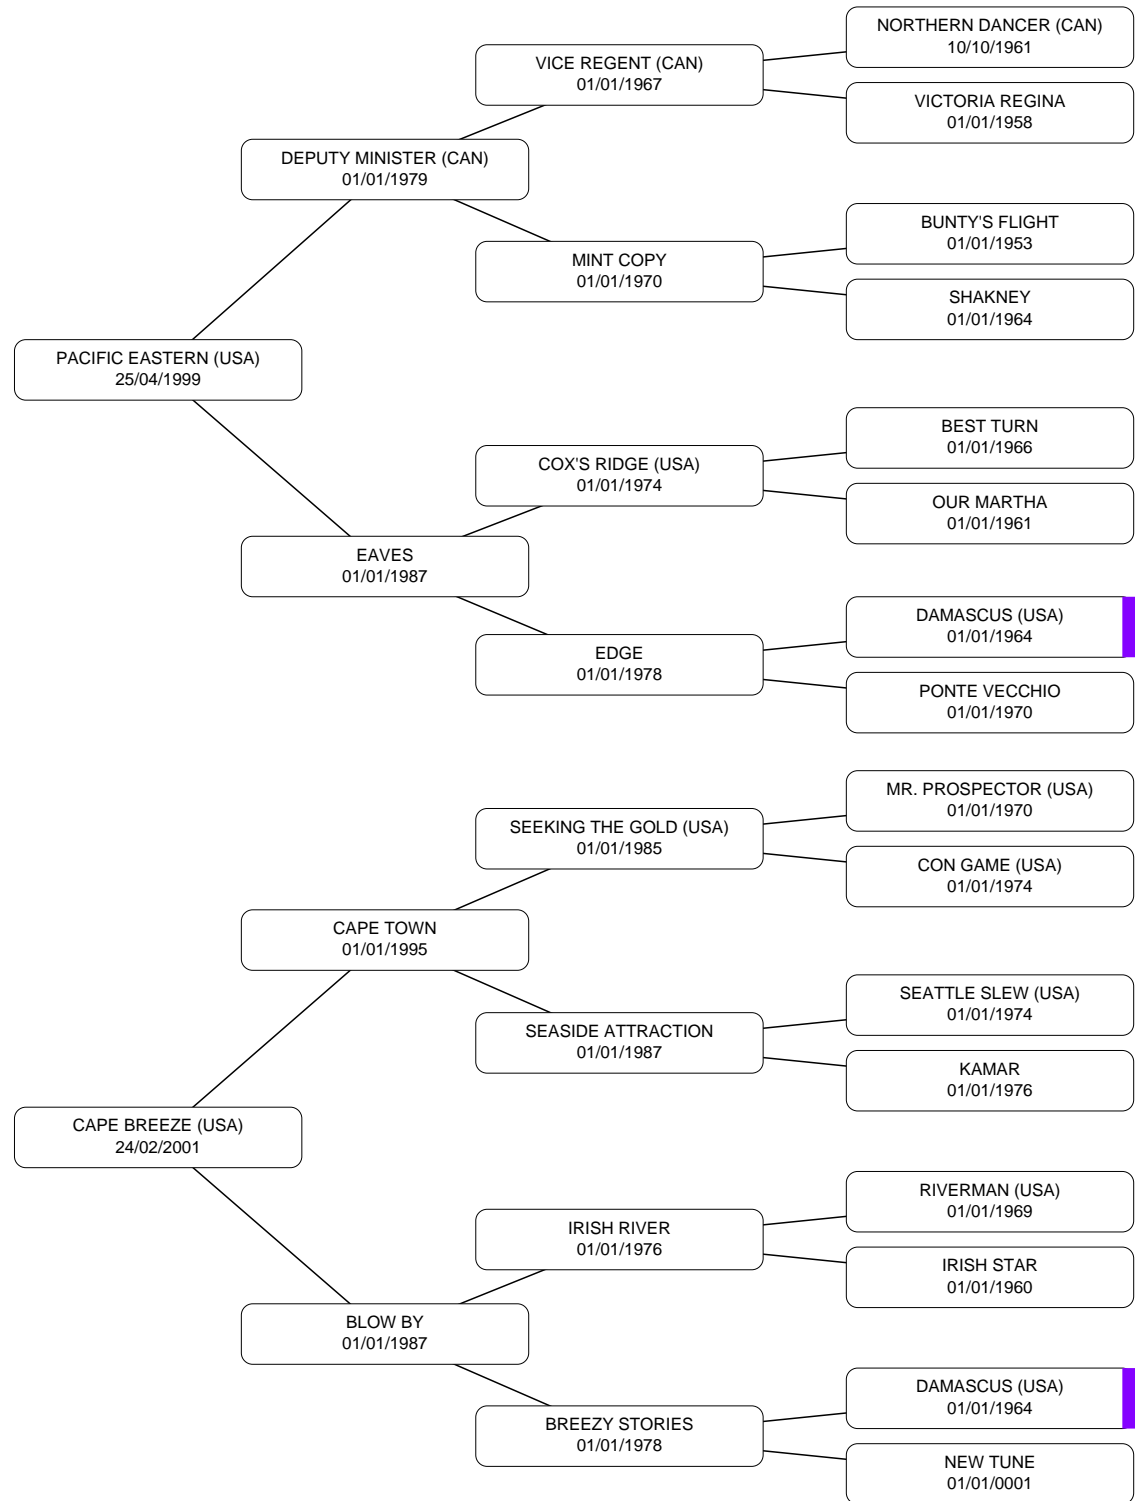 NORTHERN DANCER (CAN)
10/10/1961
VICE REGENT (CAN)
01/01/1967
VICTORIA REGINA
01/01/1958
DEPUTY MINISTER (CAN)
01/01/1979
BUNTY'S FLIGHT
01/01/1953
MINT COPY
01/01/1970
SHAKNEY
01/01/1964
PACIFIC EASTERN (USA)
25/04/1999
BEST TURN
01/01/1966
COX'S RIDGE (USA)
01/01/1974
OUR MARTHA
01/01/1961
EAVES
01/01/1987
DAMASCUS (USA)
01/01/1964
EDGE
01/01/1978
PONTE VECCHIO
01/01/1970
MR. PROSPECTOR (USA)
01/01/1970
SEEKING THE GOLD (USA)
01/01/1985
CON GAME (USA)
01/01/1974
CAPE TOWN
01/01/1995
SEATTLE SLEW (USA)
01/01/1974
SEASIDE ATTRACTION
01/01/1987
KAMAR
01/01/1976
CAPE BREEZE (USA)
24/02/2001
RIVERMAN (USA)
01/01/1969
IRISH RIVER
01/01/1976
IRISH STAR
01/01/1960
BLOW BY
01/01/1987
DAMASCUS (USA)
01/01/1964
BREEZY STORIES
01/01/1978
NEW TUNE
01/01/0001